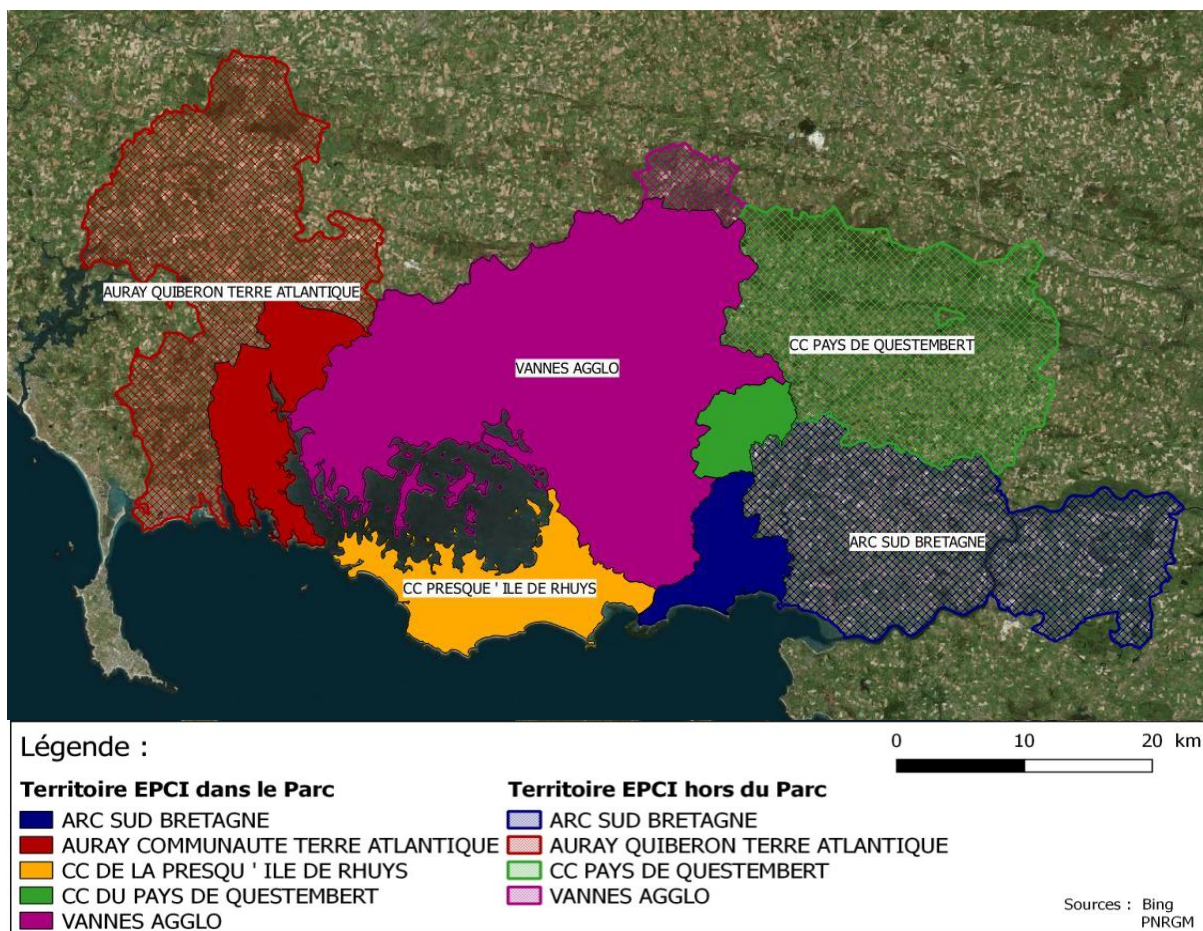 AURAY QUIBERON TERRE ATLANTIQUE
CC PAYS DE QUESTEMBERT
VANNES AGGLO
ARC SUD BRETAGNE
CC PRESQUE ' ILE DE RHUYS
Légende :
0 10 20 km
Territoire EPCI dans le Parc
ARC SUD BRETAGNE
AURAY COMMUNAUTE TERRE ATLANTIQUE
CC DE LA PRESQU ' ILE DE RHUYS
CC DU PAYS DE QUESTEMBERT
VANNES AGGLO
Territoire EPCI hors du Parc
ARC SUD BRETAGNE
AURAY QUIBERON TERRE ATLANTIQUE
CC PAYS DE QUESTEMBERT
VANNES AGGLO
Sources : Bing
PNRGM